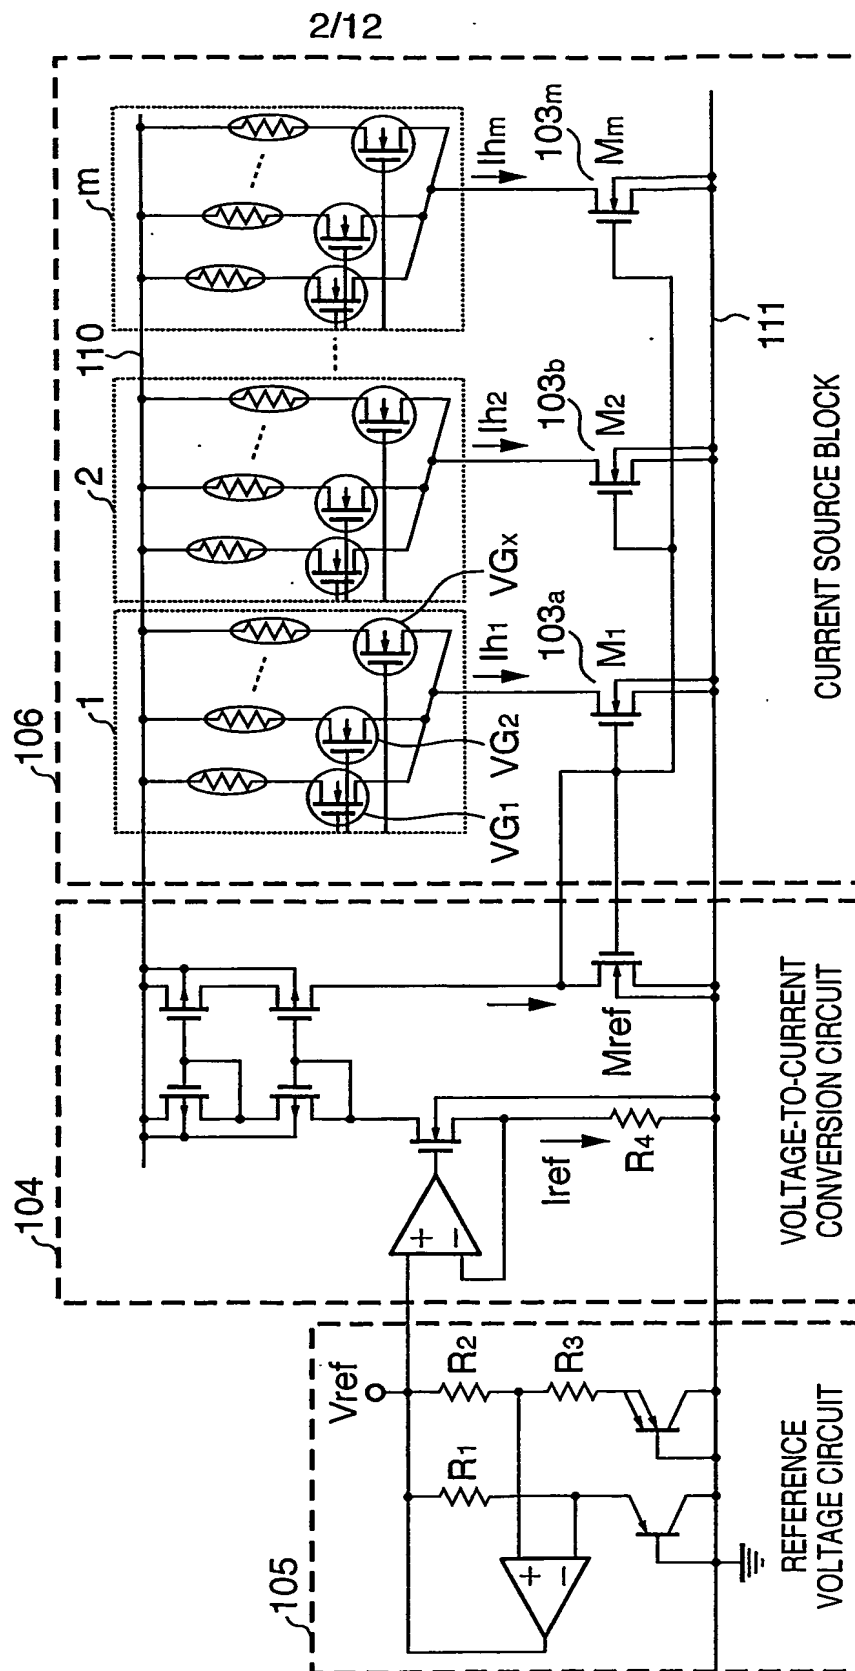 2/12
105
104
106
Vref
R1
R2
R3
+
−
REFERENCE
VOLTAGE CIRCUIT
+
−
Iref
R4
Mref
VOLTAGE-TO-CURRENT
CONVERSION CIRCUIT
110
1
2
m
VG1
VG2
VGx
Ih1
Ih2
Ihm
103a
103b
103m
M1
M2
Mm
111
CURRENT SOURCE BLOCK